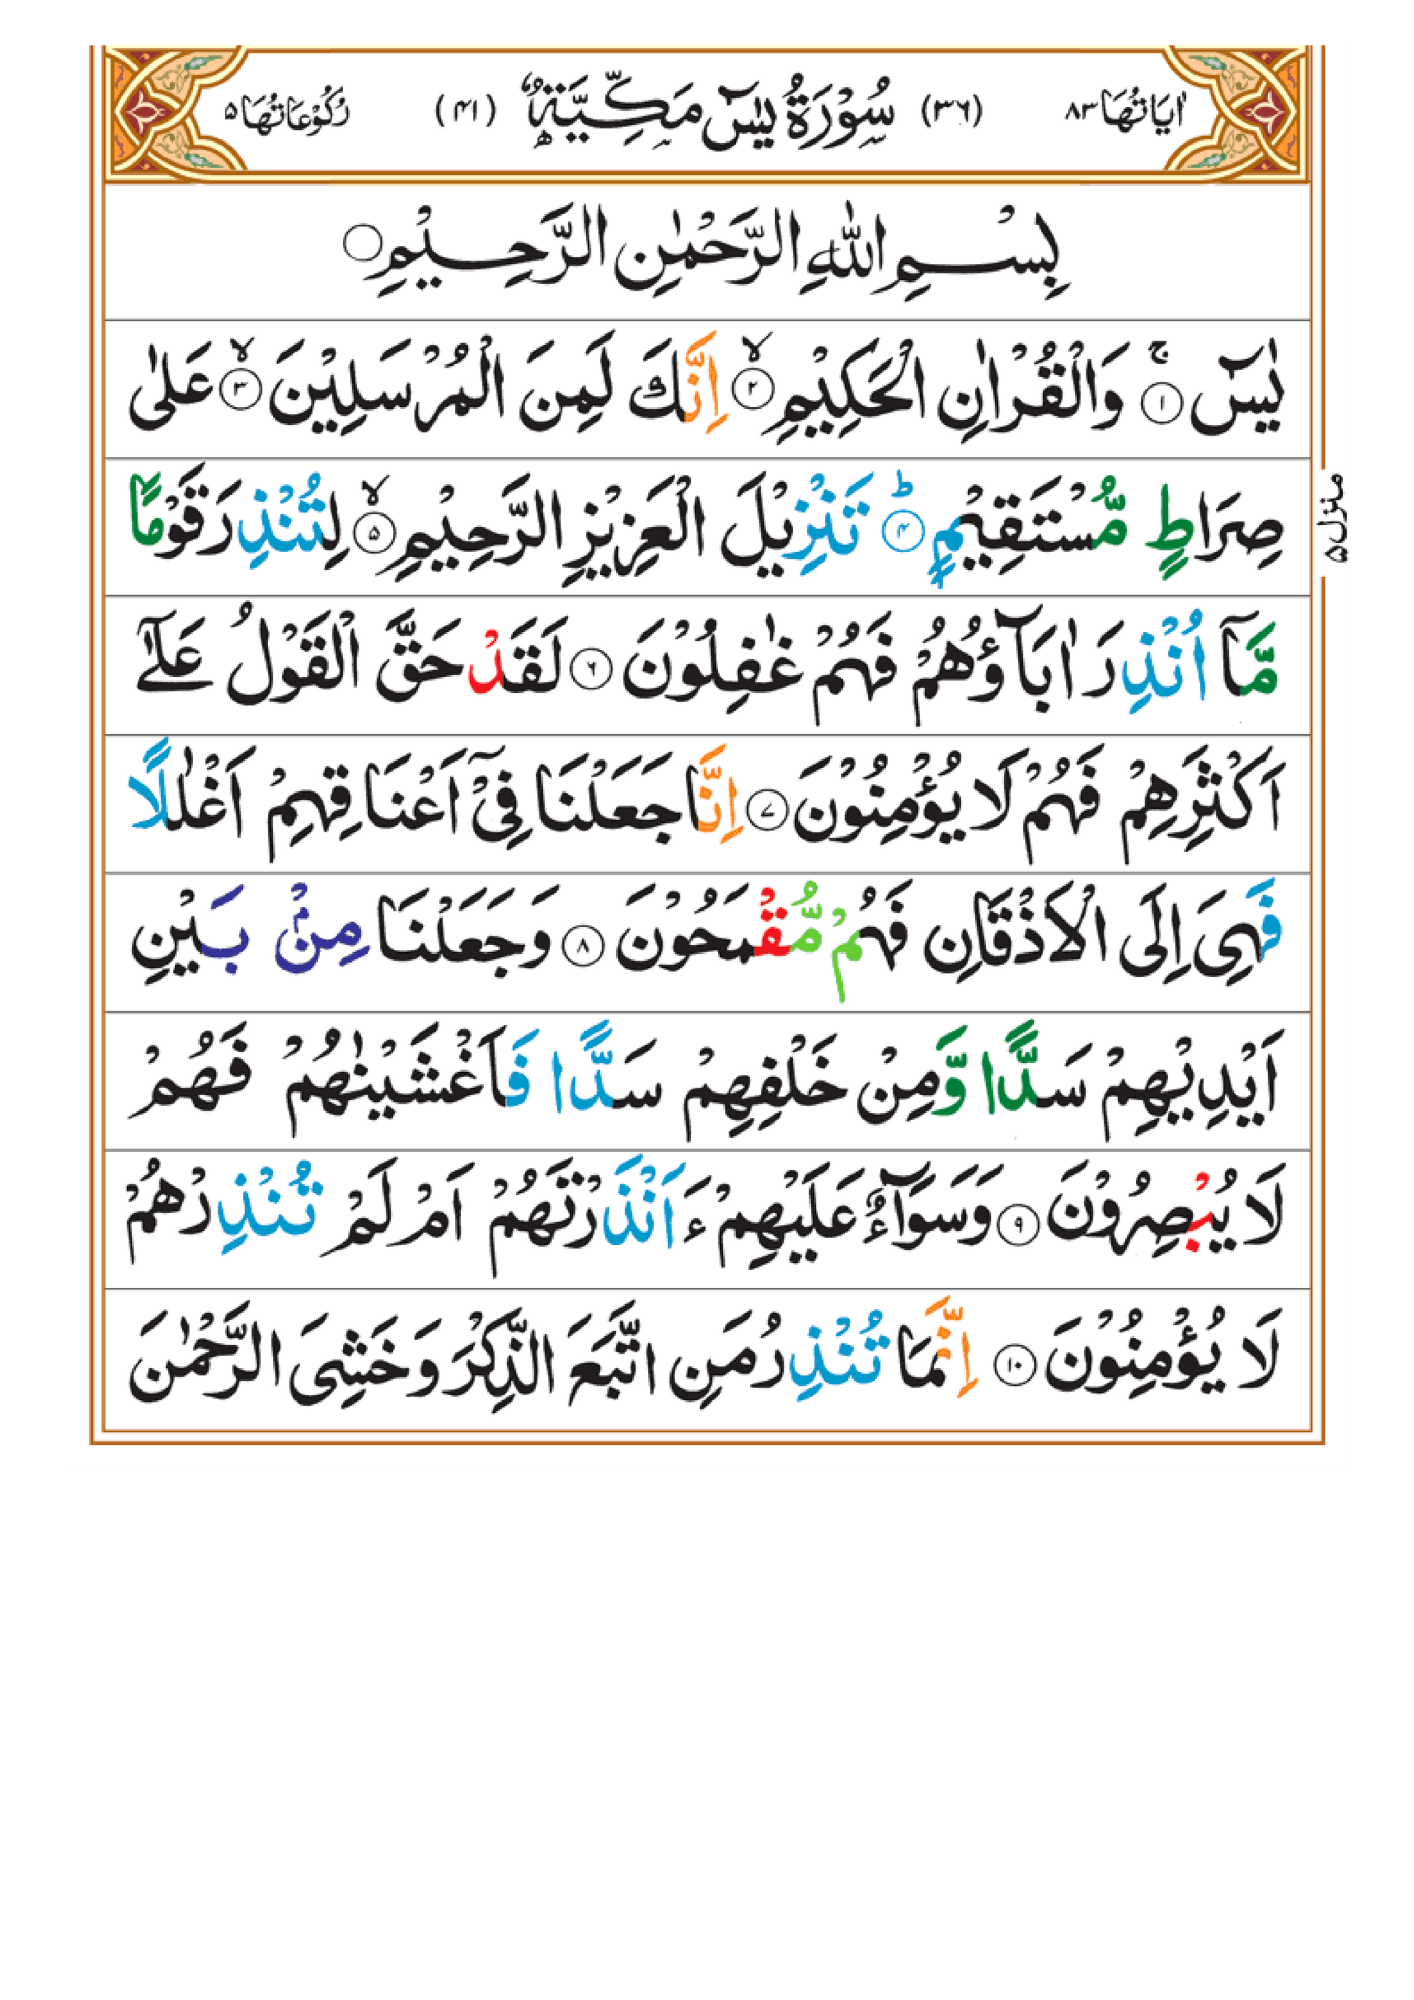 اٰیَاتُهَا ۸۳ (۳۶) سُوْرَةُ یٰسٓ مَكِّیَّةٌ (۴۱) رُكُوْعَاتُهَا ۵
بِسْمِ اللّٰهِ الرَّحْمٰنِ الرَّحِیْمِ ○
یٰسٓ ۚ﴿۱﴾ وَالْقُرْاٰنِ الْحَكِیْمِ ۙ﴿۲﴾ اِنَّكَ لَمِنَ الْمُرْسَلِیْنَ ۙ﴿۳﴾ عَلٰی
صِرَاطٍ مُّسْتَقِیْمٍ ؕ﴿۴﴾ تَنْزِیْلَ الْعَزِیْزِ الرَّحِیْمِ ۙ﴿۵﴾ لِتُنْذِرَ قَوْمًا
مَّاۤ اُنْذِرَ اٰبَآؤُهُمْ فَهُمْ غٰفِلُوْنَ ﴿۶﴾ لَقَدْ حَقَّ الْقَوْلُ عَلٰۤی
اَكْثَرِهِمْ فَهُمْ لَا یُؤْمِنُوْنَ ﴿۷﴾ اِنَّا جَعَلْنَا فِیْۤ اَعْنَاقِهِمْ اَغْلٰلًا
فَهِیَ اِلَی الْاَذْقَانِ فَهُمْ مُّقْمَحُوْنَ ﴿۸﴾ وَجَعَلْنَا مِنْۢ بَیْنِ
اَیْدِیْهِمْ سَدًّا وَّمِنْ خَلْفِهِمْ سَدًّا فَاَغْشَیْنٰهُمْ فَهُمْ
لَا یُبْصِرُوْنَ ﴿۹﴾ وَسَوَآءٌ عَلَیْهِمْ ءَاَنْذَرْتَهُمْ اَمْ لَمْ تُنْذِرْهُمْ
لَا یُؤْمِنُوْنَ ﴿۱۰﴾ اِنَّمَا تُنْذِرُ مَنِ اتَّبَعَ الذِّكْرَ وَخَشِیَ الرَّحْمٰنَ
منزل ۵